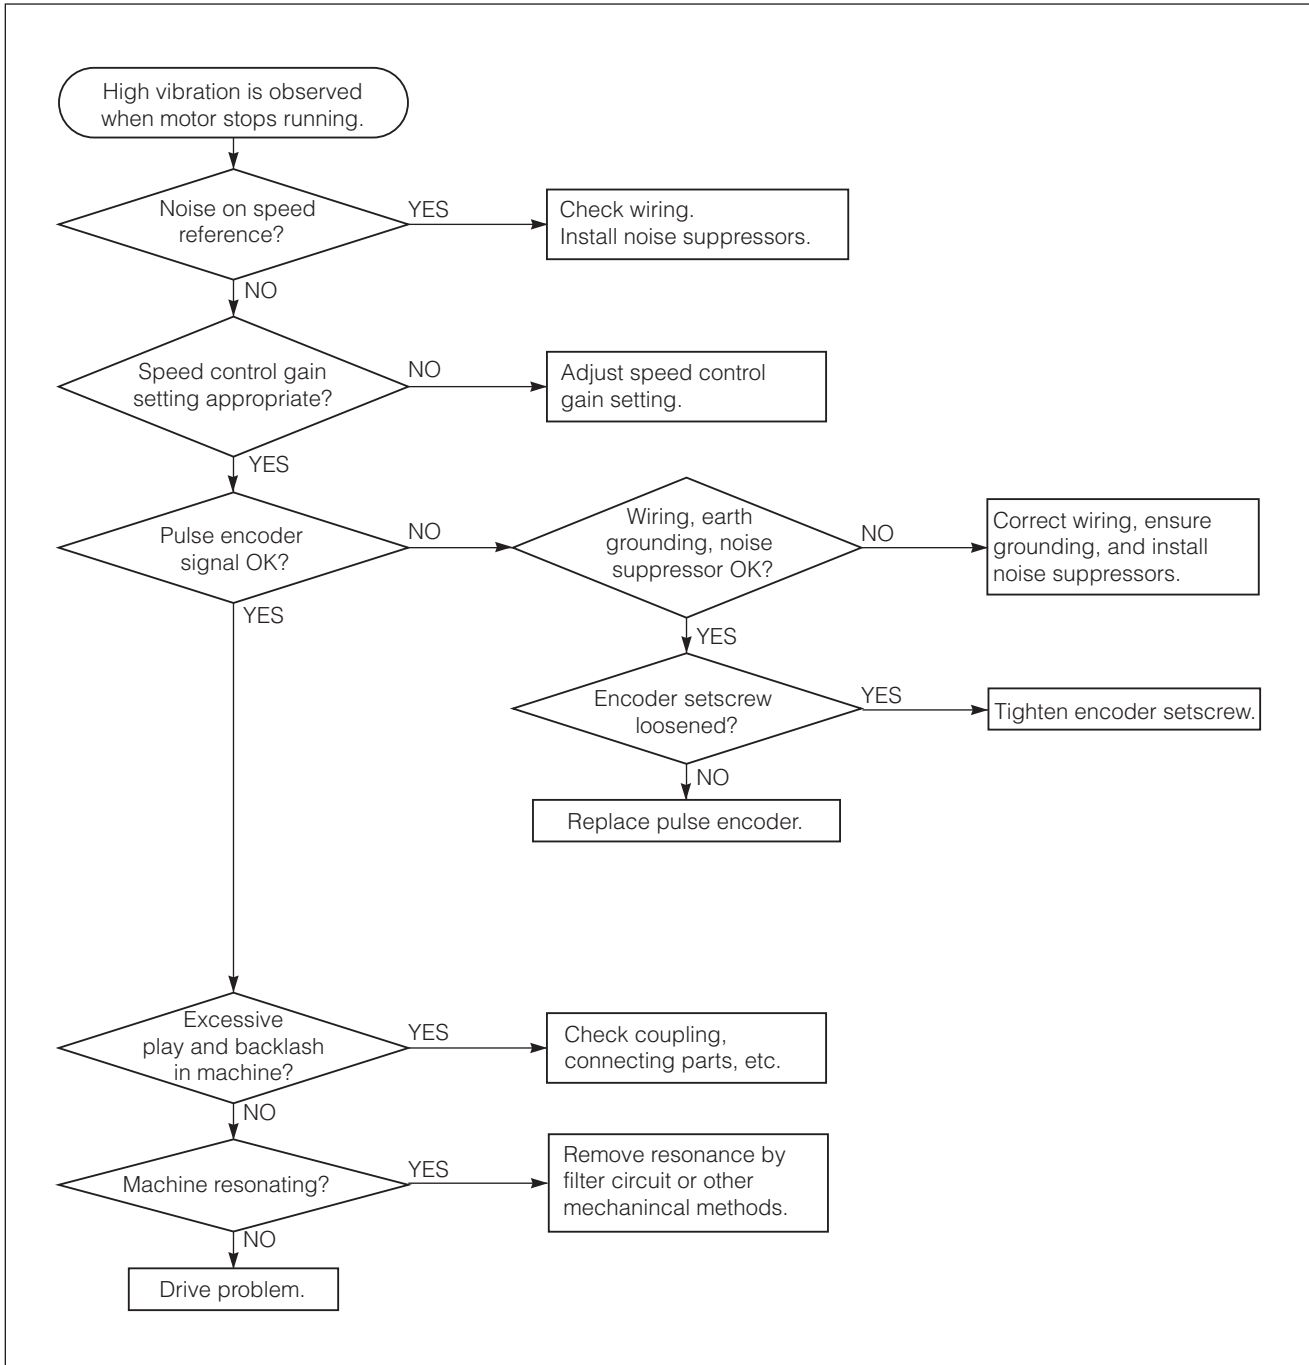 High vibration is observed
when motor stops running.
Noise on speed
reference?
YES
Check wiring.
Install noise suppressors.
NO
Speed control gain
setting appropriate?
NO
Adjust speed control
gain setting.
YES
Pulse encoder
signal OK?
NO
Wiring, earth
grounding, noise
suppressor OK?
NO
Correct wiring, ensure
grounding, and install
noise suppressors.
YES
YES
Encoder setscrew
loosened?
YES
Tighten encoder setscrew.
NO
Replace pulse encoder.
Excessive
play and backlash
in machine?
YES
Check coupling,
connecting parts, etc.
NO
Machine resonating?
YES
Remove resonance by
filter circuit or other
mechanincal methods.
NO
Drive problem.